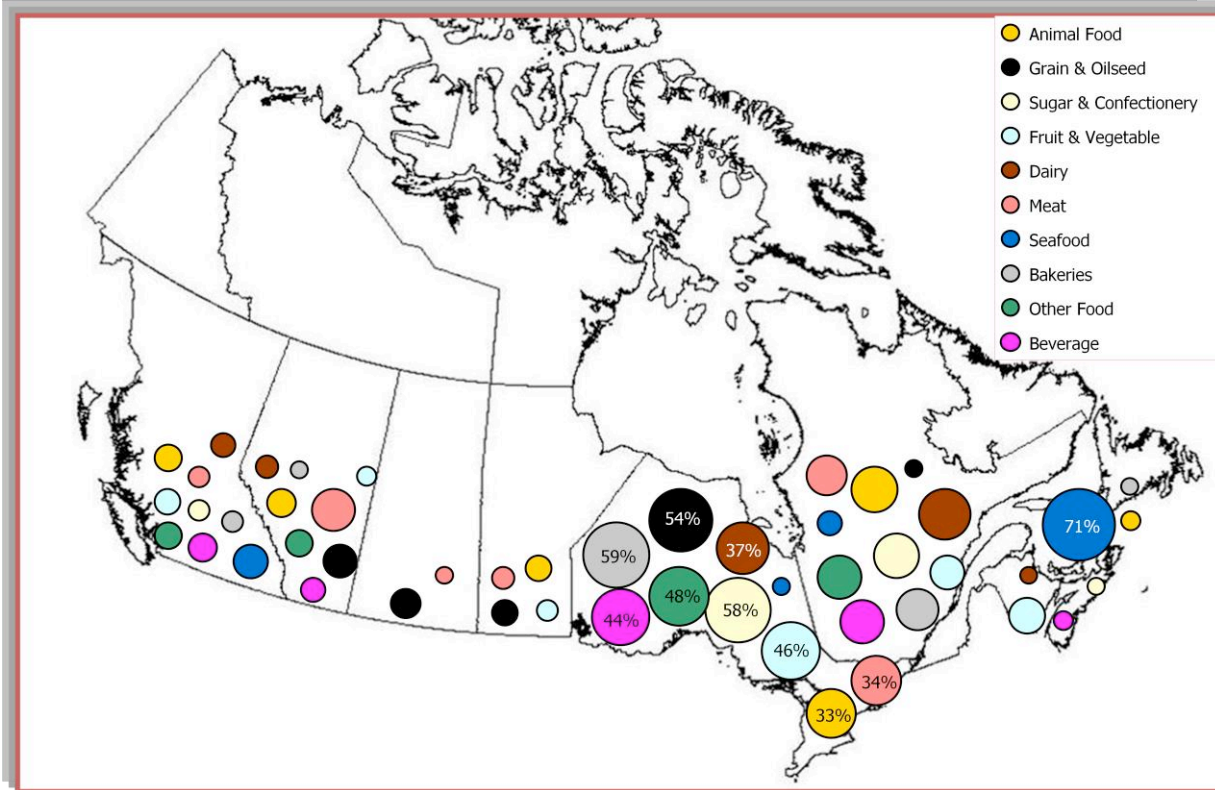 Animal Food
Grain & Oilseed
Sugar & Confectionery
Fruit & Vegetable
Dairy
Meat
Seafood
Bakeries
Other Food
Beverage
54%
71%
37%
59%
48%
58%
44%
46%
34%
33%